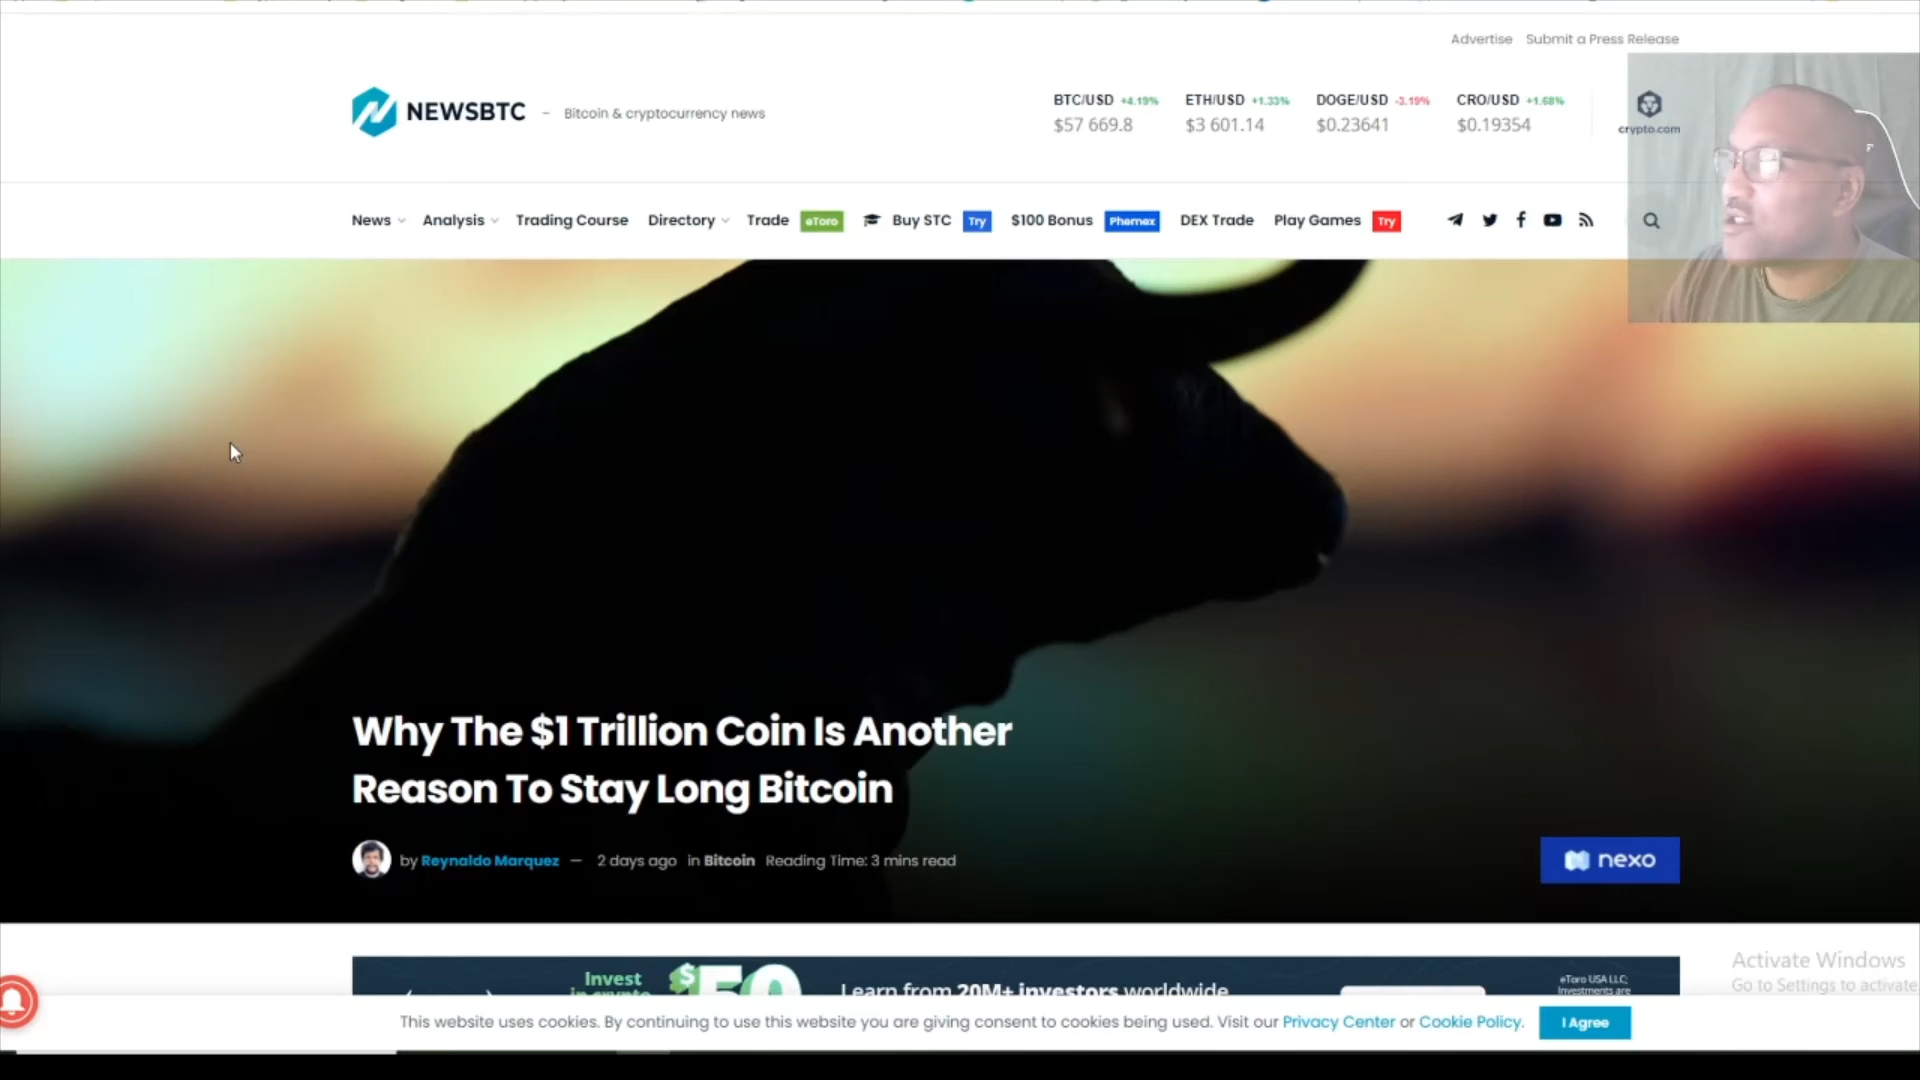 Advertise Submit a Press Release
NEWSBTC - Bitcoin & cryptocurrency news
BTC/USD +4.19% ETH/USD +1.33% DOGE/USD -3.19% CRO/USD +1.68%
$57 669.8 $3 601.14 $0.23641 $0.19354
crypto.com
News Analysis Trading Course Directory Trade eToro Buy STC Try $100 Bonus Phemex DEX Trade Play Games Try
Why The $1 Trillion Coin Is Another
Reason To Stay Long Bitcoin
by Reynaldo Marquez — 2 days ago in Bitcoin Reading Time: 3 mins read
nexo
Invest
in crypto
$50
Learn from 20M+ investors worldwide
eToro USA LLC;
Investments are
Activate Windows
Go to Settings to activate
This website uses cookies. By continuing to use this website you are giving consent to cookies being used. Visit our Privacy Center or Cookie Policy. I Agree